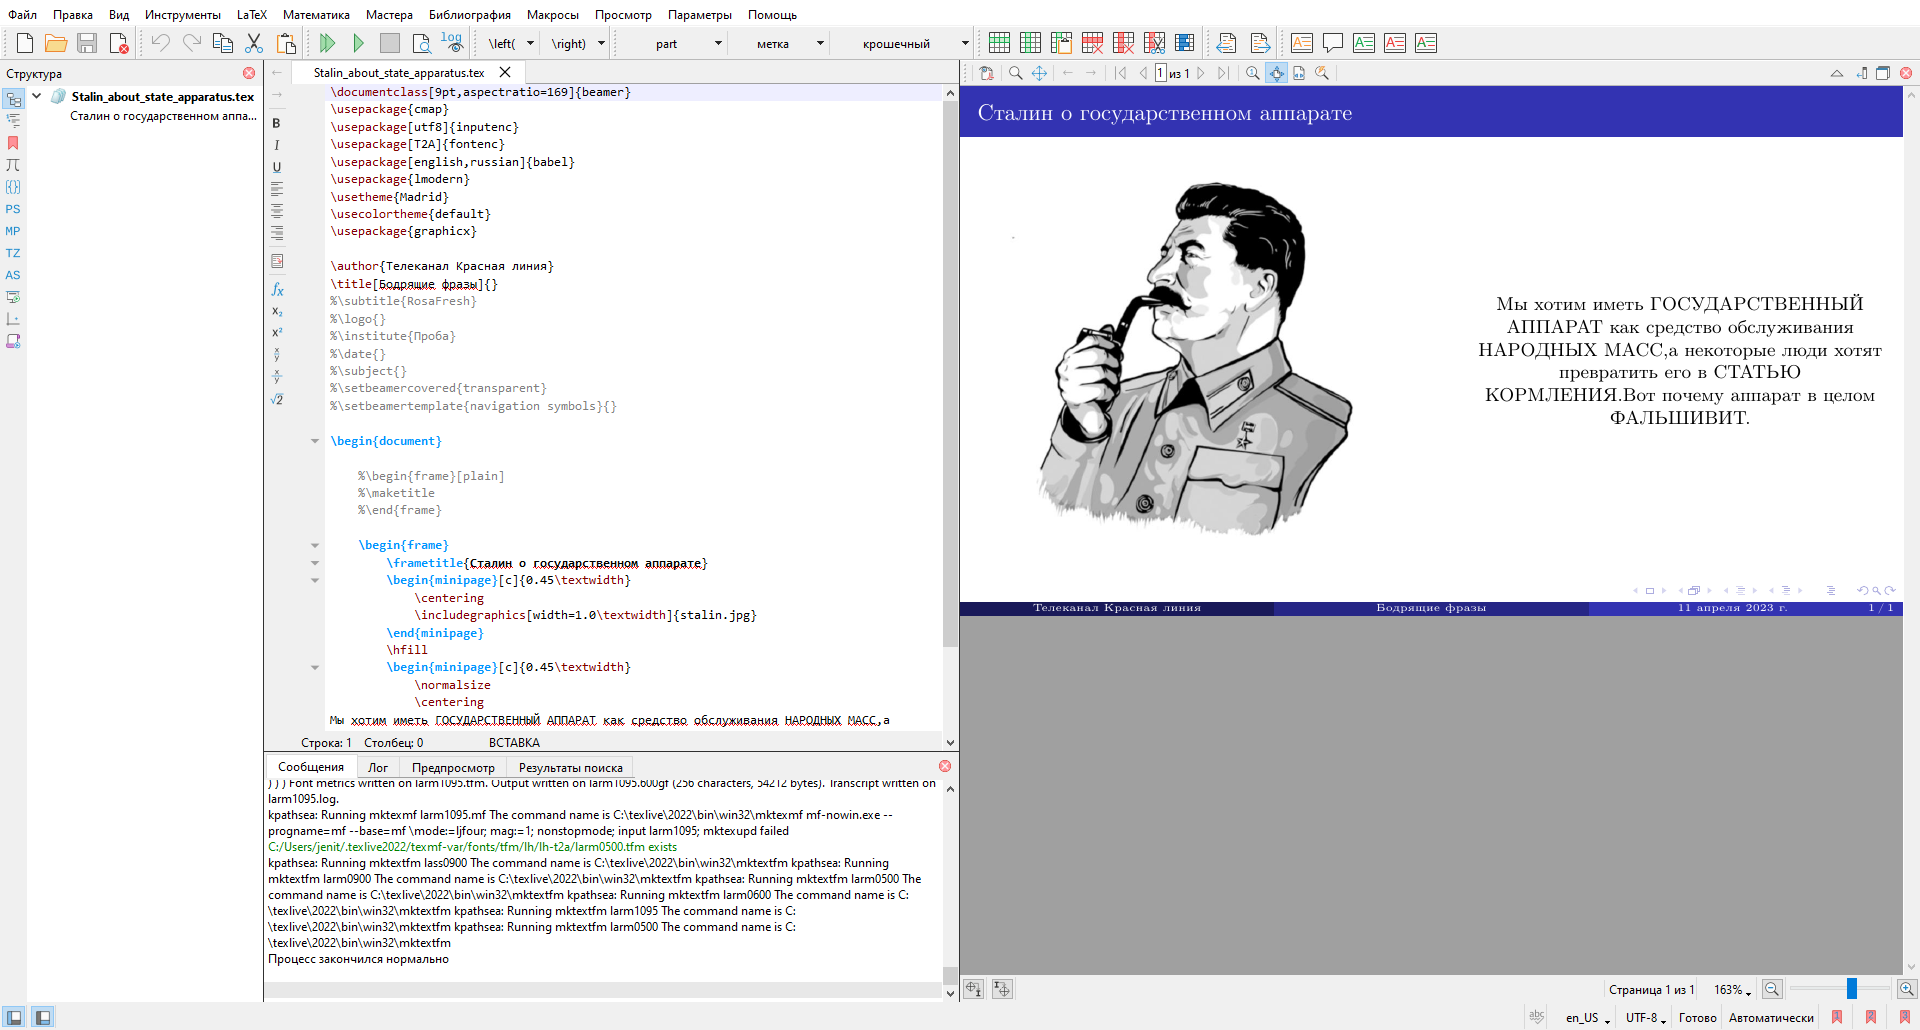 Файл Правка Вид Инструменты LaTeX Математика Мастера Библиография Макросы Просмотр Параметры Помощь
log
\left( \right) part метка крошечный
Структура
Stalin_about_state_apparatus.tex
Сталин о государственном аппа...
PS
MP
TZ
AS
Stalin_about_state_apparatus.tex
B
I
U
\documentclass[9pt,aspectratio=169]{beamer}
\usepackage{cmap}
\usepackage[utf8]{inputenc}
\usepackage[T2A]{fontenc}
\usepackage[english,russian]{babel}
\usepackage{lmodern}
\usetheme{Madrid}
\usecolortheme{default}
\usepackage{graphicx}
\author{Телеканал Красная линия}
\title[Бодрящие фразы]{}
%\subtitle{RosaFresh}
%\logo{}
%\institute{Проба}
%\date{}
%\subject{}
%\setbeamercovered{transparent}
%\setbeamertemplate{navigation symbols}{}
\begin{document}
%\begin{frame}[plain]
%\maketitle
%\end{frame}
\begin{frame}
\frametitle{Сталин о государственном аппарате}
\begin{minipage}[c]{0.45\textwidth}
\centering
\includegraphics[width=1.0\textwidth]{stalin.jpg}
\end{minipage}
\hfill
\begin{minipage}[c]{0.45\textwidth}
\normalsize
\centering
Мы хотим иметь ГОСУДАРСТВЕННЫЙ АППАРАТ как средство обслуживания НАРОДНЫХ МАСС,а
Строка: 1 Столбец: 0 ВСТАВКА
Сообщения Лог Предпросмотр Результаты поиска
) ) ) Font metrics written on larm1095.tfm. Output written on larm1095.600gf (256 characters, 54212 bytes). Transcript written on
larm1095.log.
kpathsea: Running mktexmf larm1095.mf The command name is C:\texlive\2022\bin\win32\mktexmf mf-nowin.exe --
progname=mf --base=mf \mode:=ljfour; mag:=1; nonstopmode; input larm1095; mktexupd failed
C:/Users/jenit/.texlive2022/texmf-var/fonts/tfm/lh/lh-t2a/larm0500.tfm exists
kpathsea: Running mktextfm lass0900 The command name is C:\texlive\2022\bin\win32\mktextfm kpathsea: Running
mktextfm larm0900 The command name is C:\texlive\2022\bin\win32\mktextfm kpathsea: Running mktextfm larm0500 The
command name is C:\texlive\2022\bin\win32\mktextfm kpathsea: Running mktextfm larm0600 The command name is C:
\texlive\2022\bin\win32\mktextfm kpathsea: Running mktextfm larm1095 The command name is C:
\texlive\2022\bin\win32\mktextfm kpathsea: Running mktextfm larm0500 The command name is C:
\texlive\2022\bin\win32\mktextfm
Процесс закончился нормально
1 из 1
Сталин о государственном аппарате
Мы хотим иметь ГОСУДАРСТВЕННЫЙ
АППАРАТ как средство обслуживания
НАРОДНЫХ МАСС,а некоторые люди хотят
превратить его в СТАТЬЮ
КОРМЛЕНИЯ.Вот почему аппарат в целом
ФАЛЬШИВИТ.
Телеканал Красная линия Бодрящие фразы 11 апреля 2023 г. 1 / 1
Страница 1 из 1 163%
en_US UTF-8 Готово Автоматически